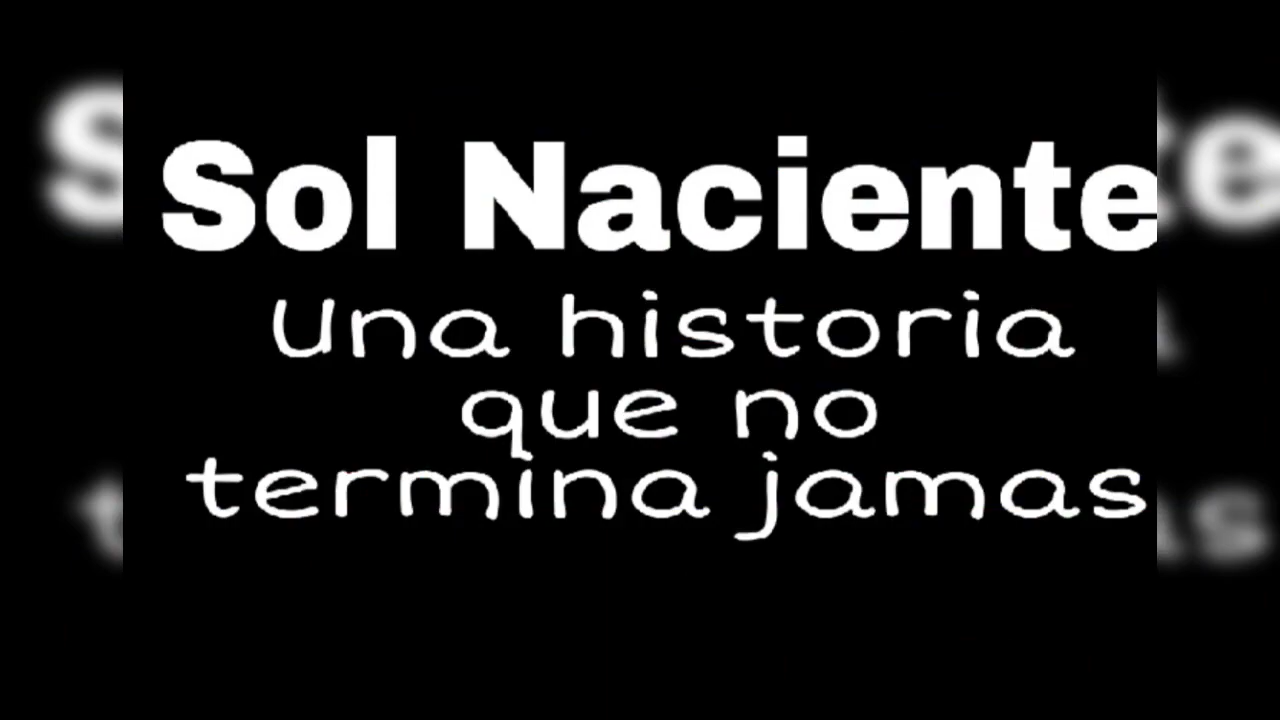 Sol Naciente
Una historia
que no
termina jamas